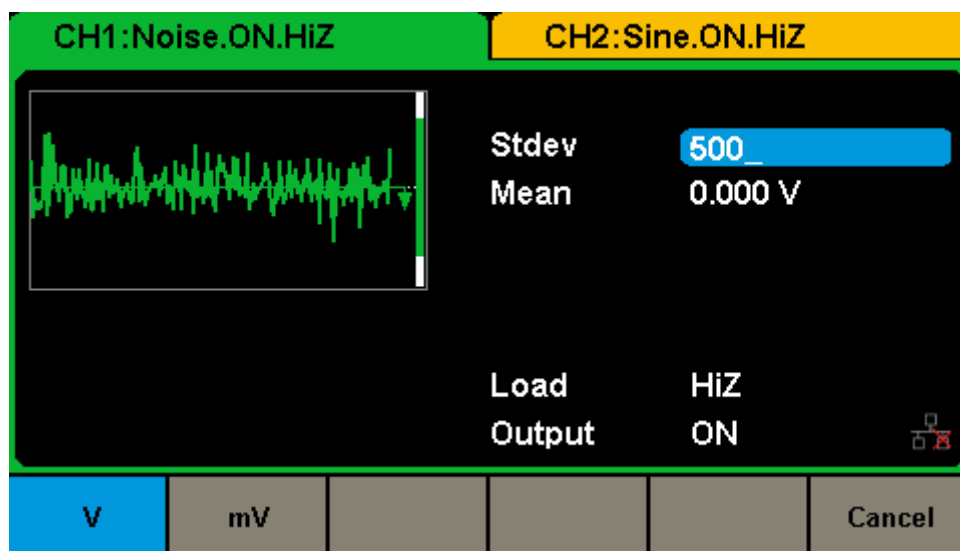 CH1:Noise.ON.HiZ CH2:Sine.ON.HiZ
Stdev 500_
Mean 0.000 V
Load HiZ
Output ON
V mV Cancel